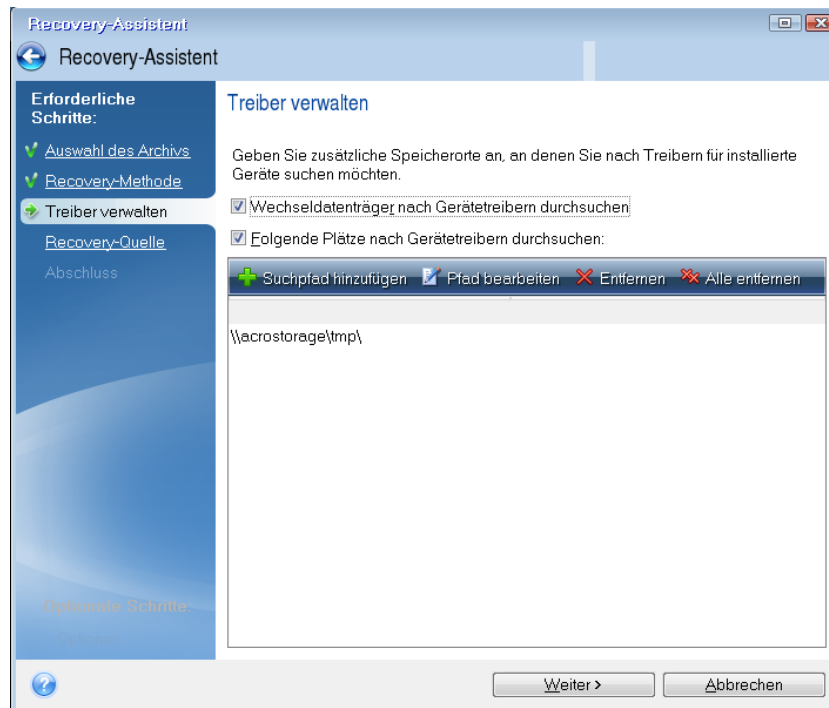 Recovery-Assistent
Recovery-Assistent
Erforderliche
Schritte:
Auswahl des Archivs
Recovery-Methode
Treiber verwalten
Recovery-Quelle
Abschluss
Optionale Schritte:
Treiber verwalten
Geben Sie zusätzliche Speicherorte an, an denen Sie nach Treibern für installierte
Geräte suchen möchten.
Wechseldatenträger nach Gerätetreibern durchsuchen
Folgende Plätze nach Gerätetreibern durchsuchen:
Suchpfad hinzufügen Pfad bearbeiten Entfernen Alle entfernen
\\acrostorage\tmp\
Weiter > Abbrechen